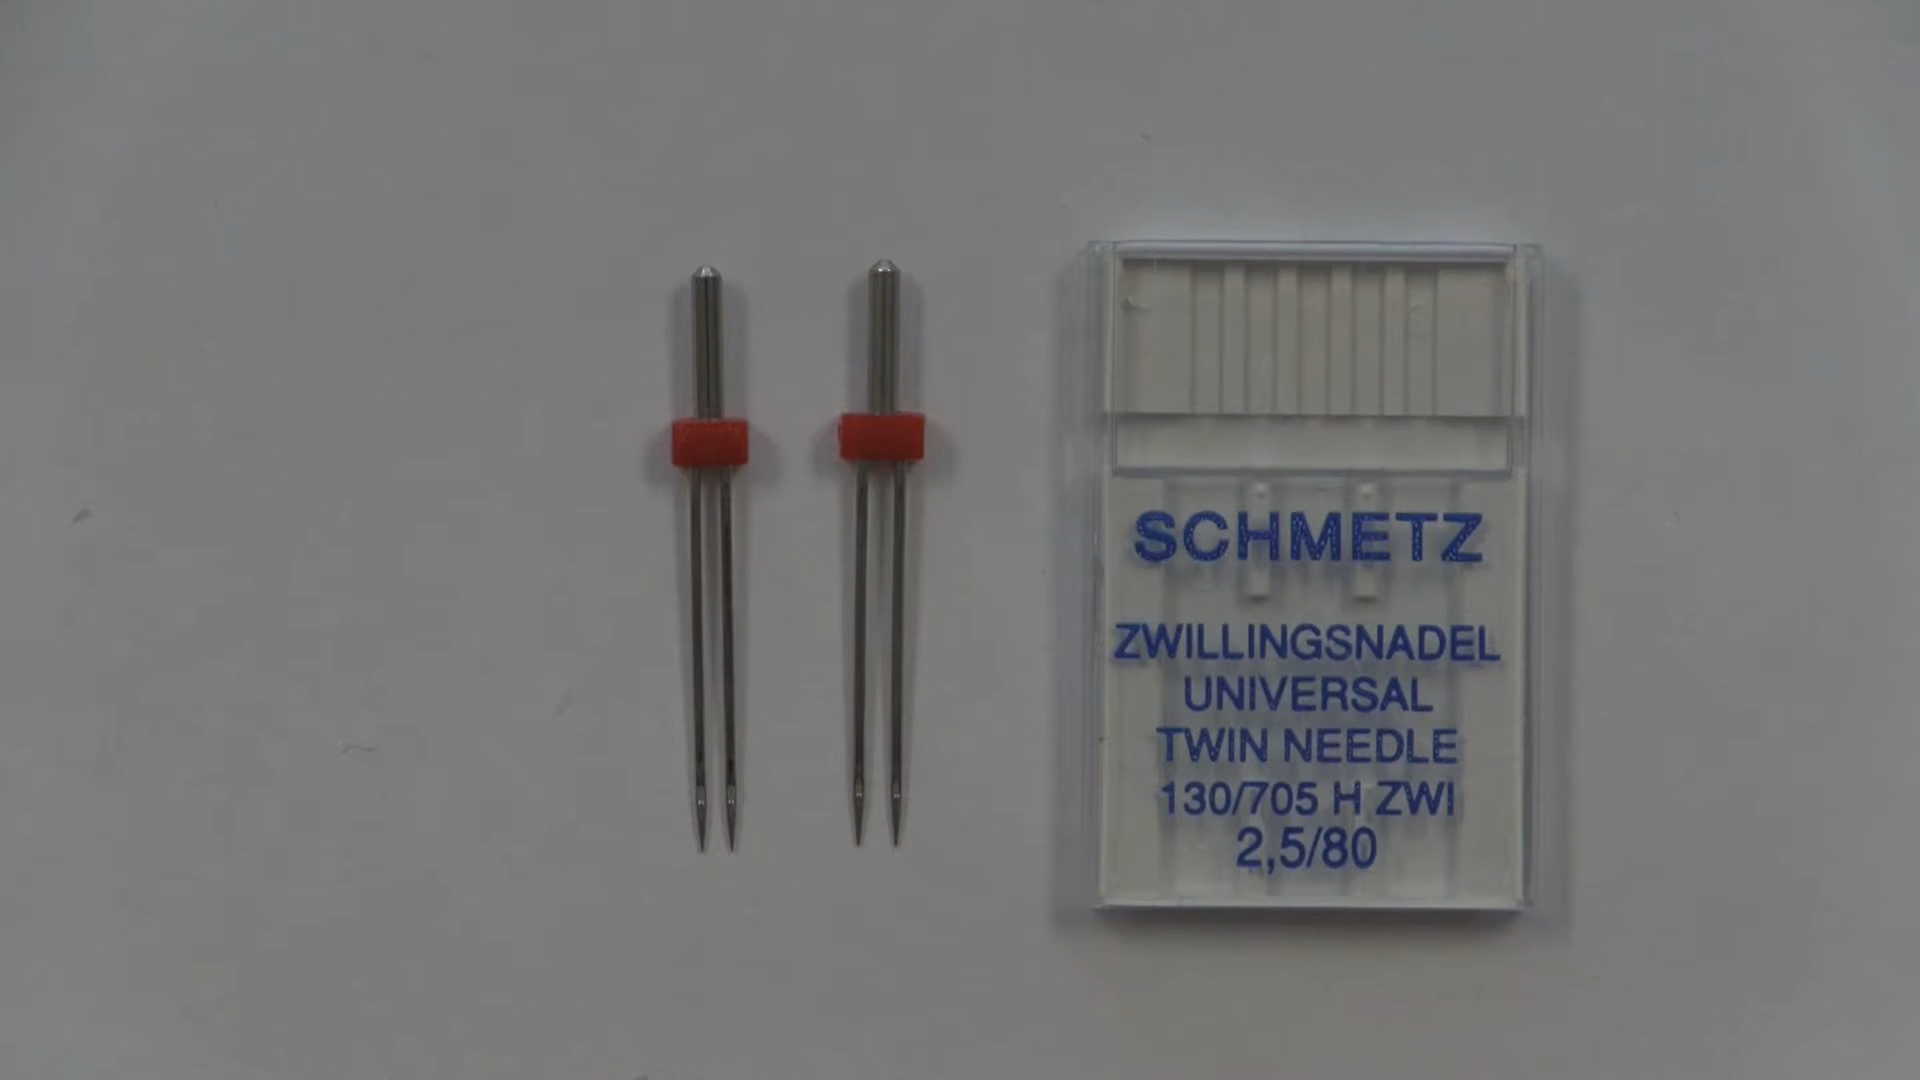 SCHMETZ
ZWILLINGSNADEL
UNIVERSAL
TWIN NEEDLE
130/705 H ZWI
2,5/80